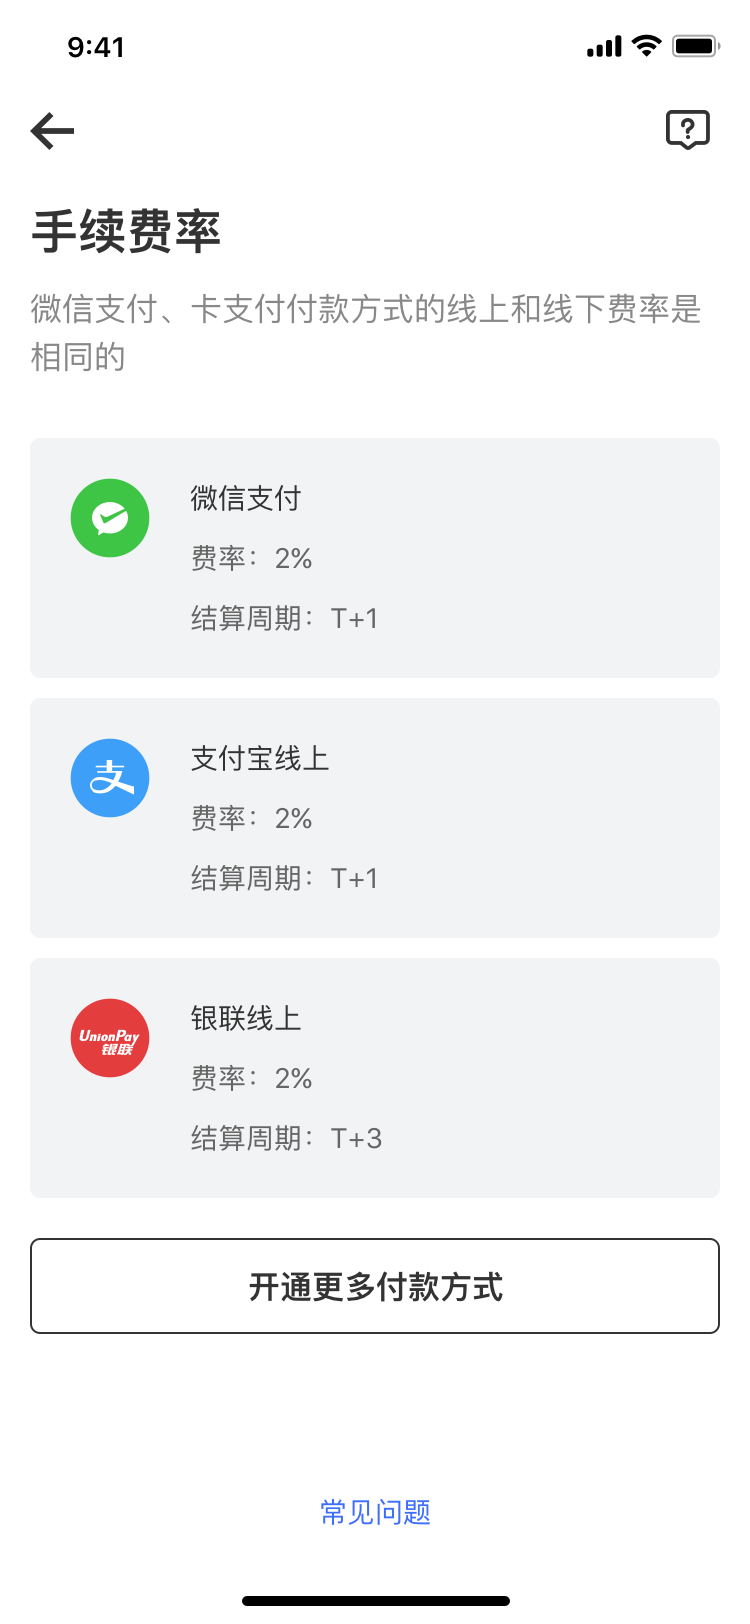 9:41
手续费率
微信支付、卡支付付款方式的线上和线下费率是
相同的
微信支付
费率：2%
结算周期：T+1
支
支付宝线上
费率：2%
结算周期：T+1
银联线上
UnionPay
银联
费率：2%
结算周期：T+3
开通更多付款方式
常见问题